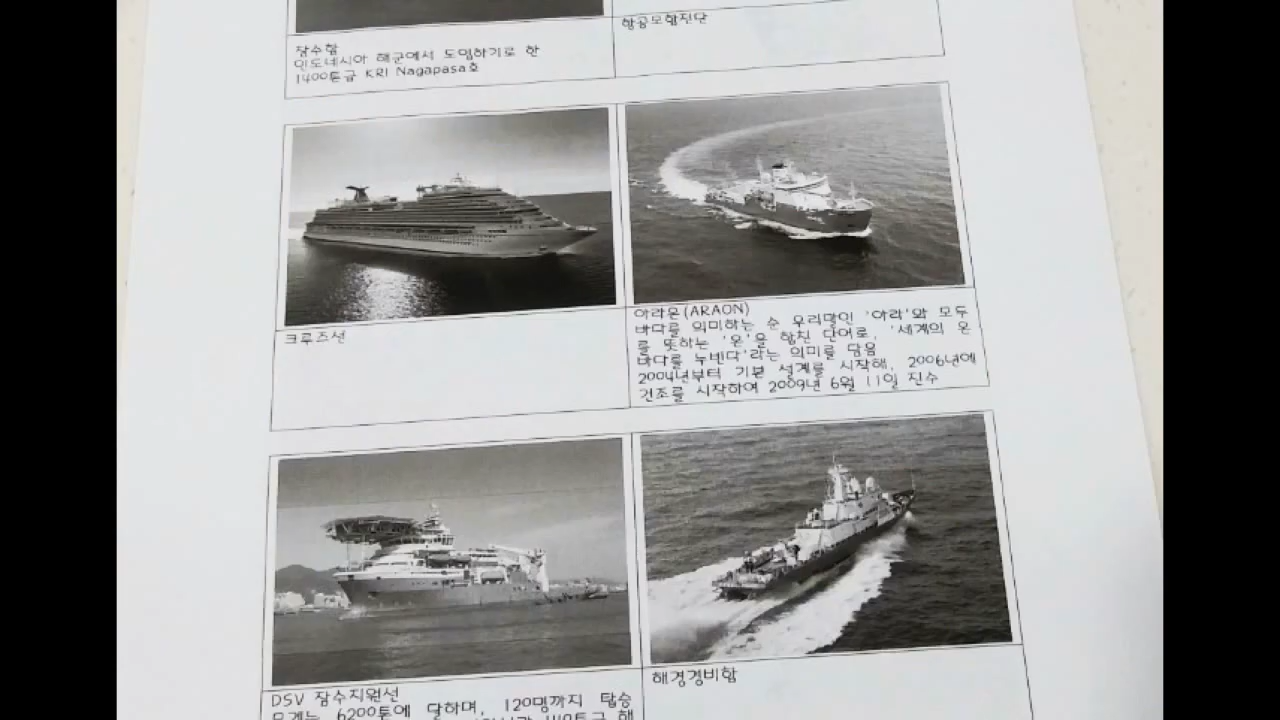 잠수함
인도네시아 해군에서 도입하기로 한
1400톤급 KRI Nagapasa호
항공모함진단
크루즈선
아라온(ARAON)
바다를 의미하는 순 우리말인 '아라'와 모두
를 뜻하는 '온'을 합친 단어로, '세계의 온
바다를 누빈다'라는 의미를 담음
2004년부터 기본 설계를 시작해, 2006년에
건조를 시작하여 2009년 6월 11일 진수
DSV 잠수지원선
무게는 6200톤에 달하며, 120명까지 탑승
해경경비함